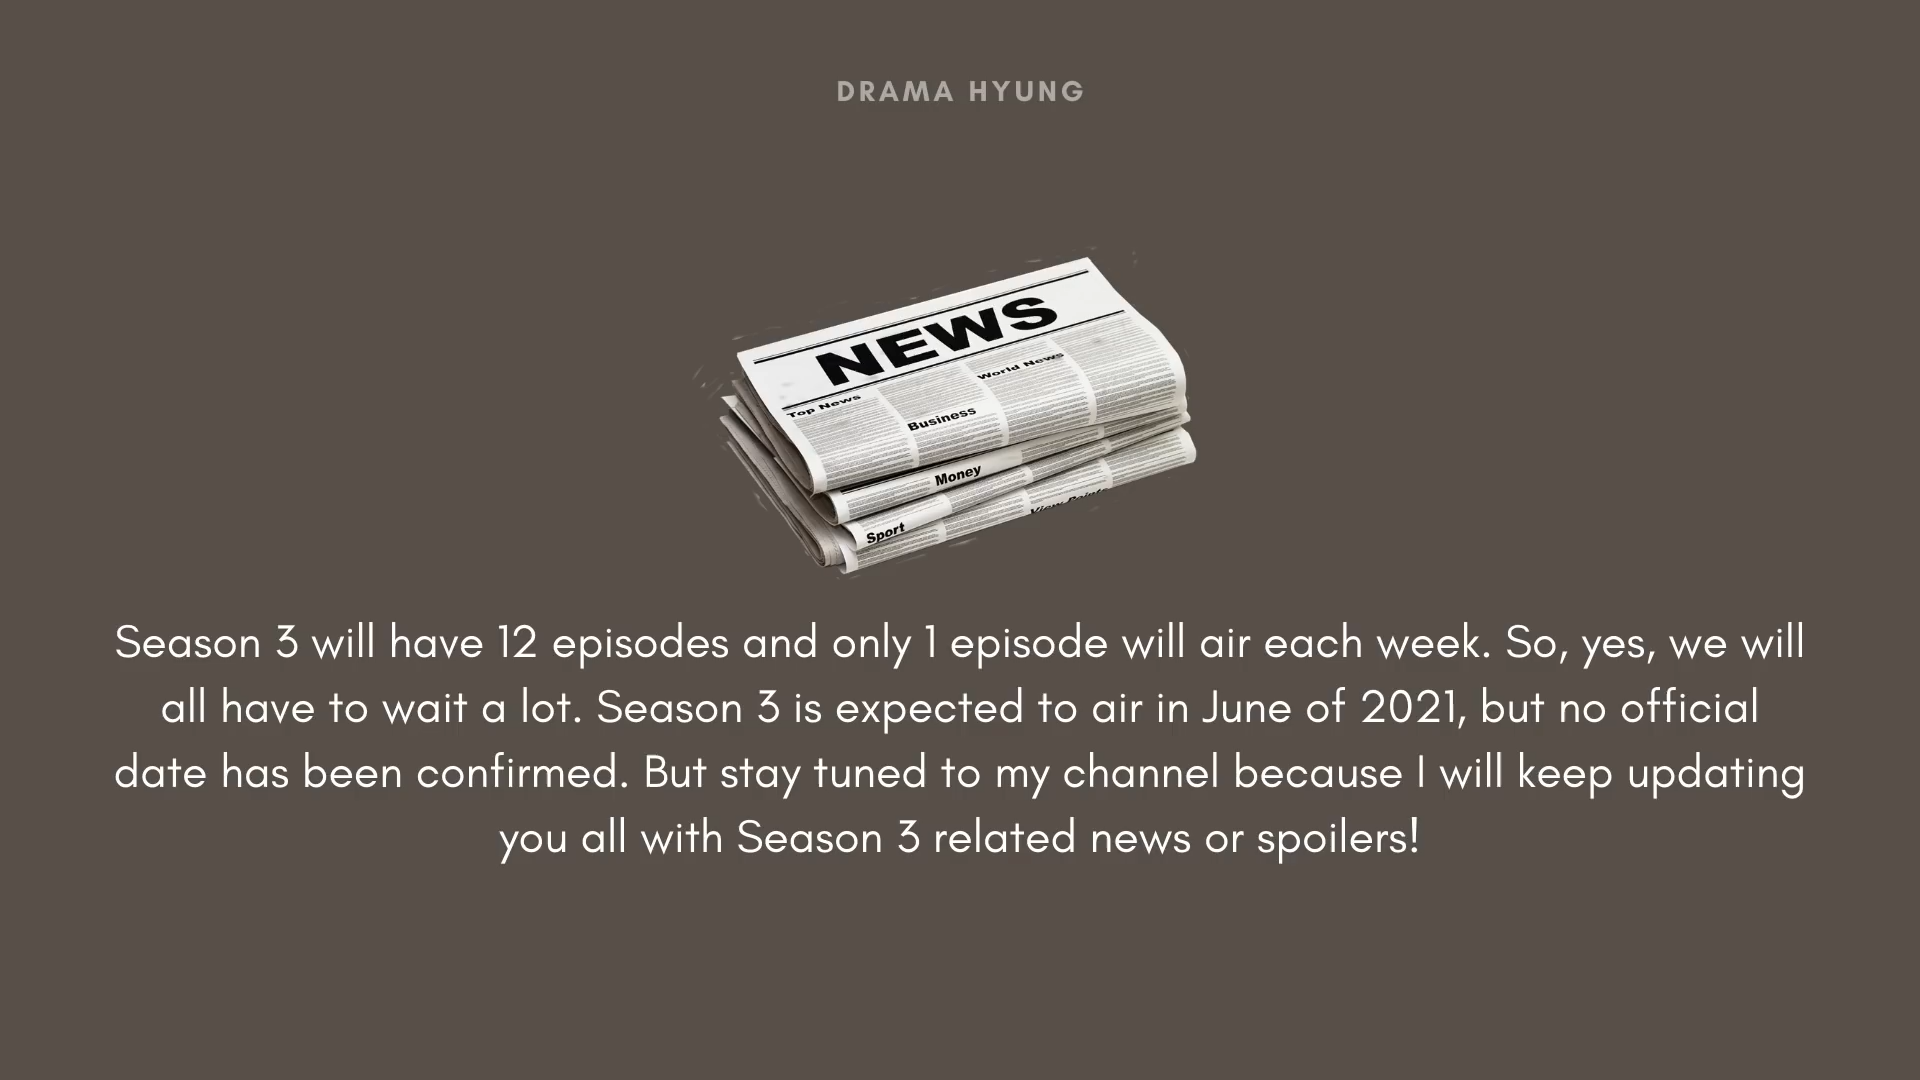 DRAMA HYUNG
NEWS
Top News
Business
World News
Money
Sport
View Points
Season 3 will have 12 episodes and only 1 episode will air each week. So, yes, we will
all have to wait a lot. Season 3 is expected to air in June of 2021, but no official
date has been confirmed. But stay tuned to my channel because I will keep updating
you all with Season 3 related news or spoilers!